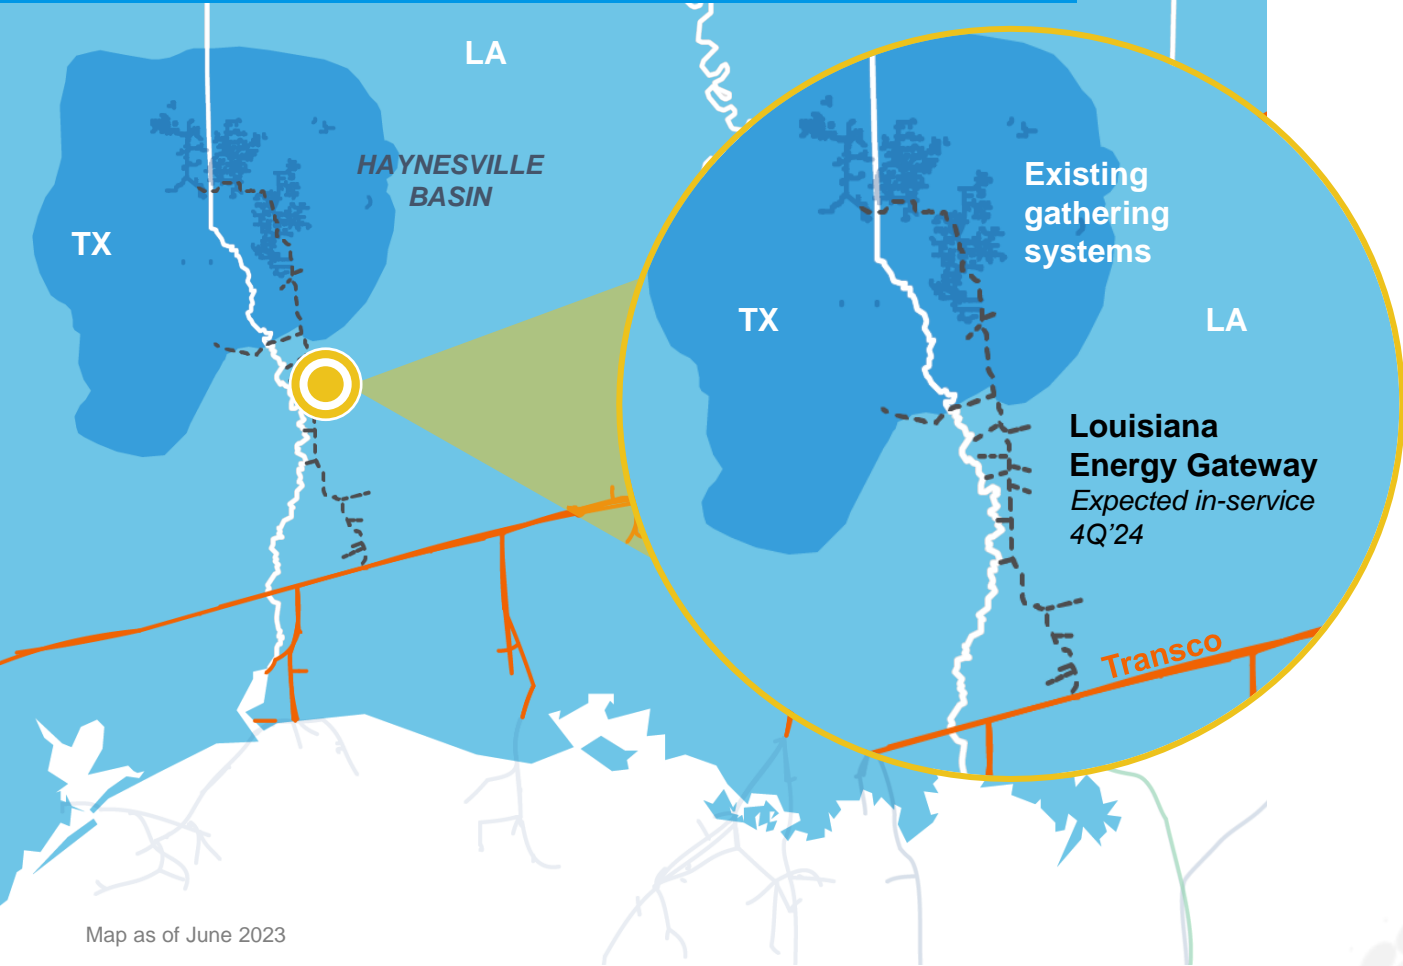 LA
HAYNESVILLE
BASIN
TX
Existing
gathering
systems
TX
LA
Louisiana
Energy Gateway
Expected in-service
4Q’24
Transco
Map as of June 2023